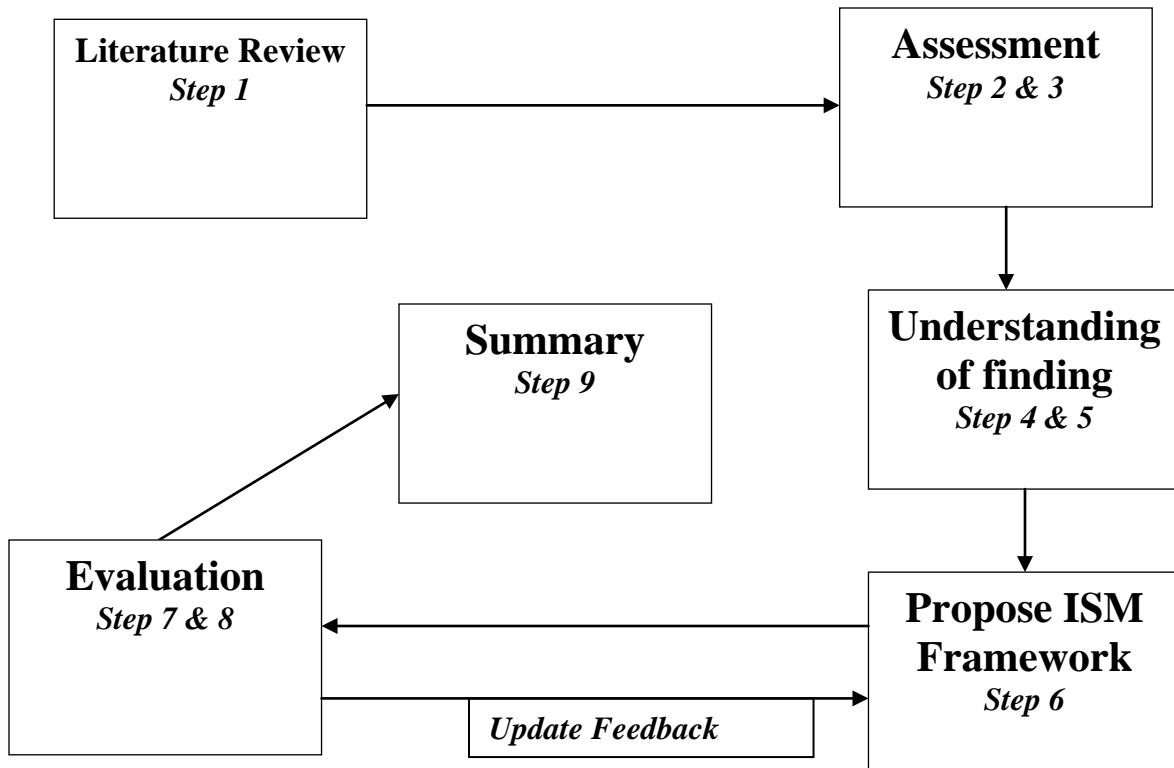 Literature Review
Step 1
Assessment
Step 2 & 3
Understanding
of finding
Step 4 & 5
Summary
Step 9
Evaluation
Step 7 & 8
Propose ISM
Framework
Step 6
Update Feedback